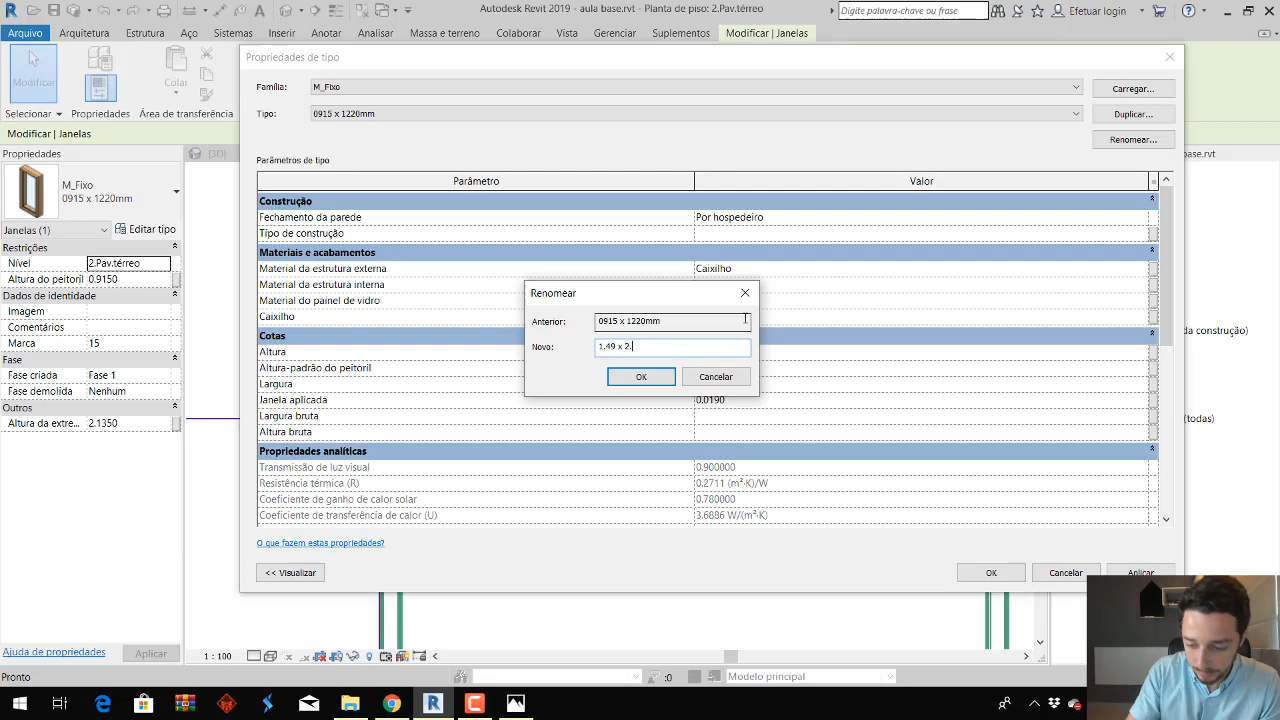 Autodesk Revit 2019 - aula base.rvt - Planta de piso: 2.Pav.térreo
Digite palavra-chave ou frase
Efetuar login
Arquivo
Arquitetura
Estrutura
Aço
Sistemas
Inserir
Anotar
Analisar
Massa e terreno
Colaborar
Vista
Gerenciar
Suplementos
Modificar | Janelas
Modificar
Colar
Selecionar
Propriedades
Área de transferência
Modificar | Janelas
Propriedades
M_Fixo
0915 x 1220mm
Janelas (1)
Editar tipo
Restrições
Nível 2.Pav.térreo
Altura do peitoril 0.9150
Dados de identidade
Imagem
Comentários
Marca 15
Fase
Fase criada Fase 1
Fase demolida Nenhum
Outros
Altura da extre... 2.1350
Ajuda de propriedades
Aplicar
{3D}
base.rvt
da construção)
(todas)
Propriedades de tipo
Família: M_Fixo
Carregar...
Tipo: 0915 x 1220mm
Duplicar...
Renomear...
Parâmetros de tipo
Parâmetro Valor
=
Construção
Fechamento da parede Por hospedeiro
Tipo de construção
Materiais e acabamentos
Material da estrutura externa Caixilho
Material da estrutura interna
Material do painel de vidro
Caixilho
Cotas
Altura
Altura-padrão do peitoril
Largura
Janela aplicada 0.0190
Largura bruta
Altura bruta
Propriedades analíticas
Transmissão de luz visual 0.900000
Resistência térmica (R) 0.2711 (m²·K)/W
Coeficiente de ganho de calor solar 0.780000
Coeficiente de transferência de calor (U) 3.6886 W/(m²·K)
O que fazem estas propriedades?
<< Visualizar
OK
Cancelar
Aplicar
Renomear
Anterior: 0915 x 1220mm
Novo: 1.49 x 2.
OK
Cancelar
1 : 100
Pronto
:0
Modelo principal